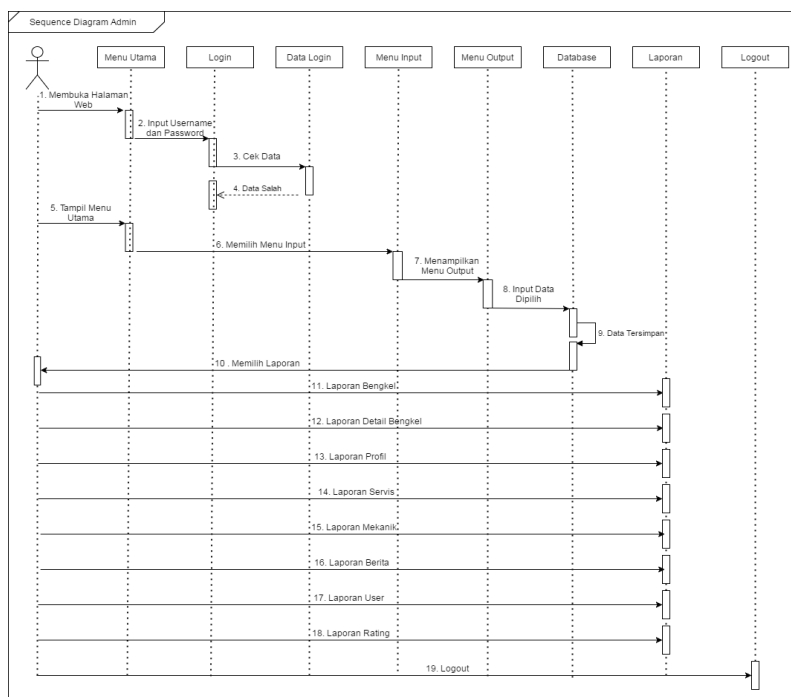 Sequence Diagram Admin
Menu Utama
Login
Data Login
Menu Input
Menu Output
Database
Laporan
Logout
1. Membuka Halaman
Web
2. Input Username
dan Password
3. Cek Data
4. Data Salah
5. Tampil Menu
Utama
6. Memilih Menu Input
7. Menampilkan
Menu Output
8. Input Data
Dipilih
9. Data Tersimpan
10 . Memilih Laporan
11. Laporan Bengkel
12. Laporan Detail Bengkel
13. Laporan Profil
14. Laporan Servis
15. Laporan Mekanik
16. Laporan Berita
17. Laporan User
18. Laporan Rating
19. Logout